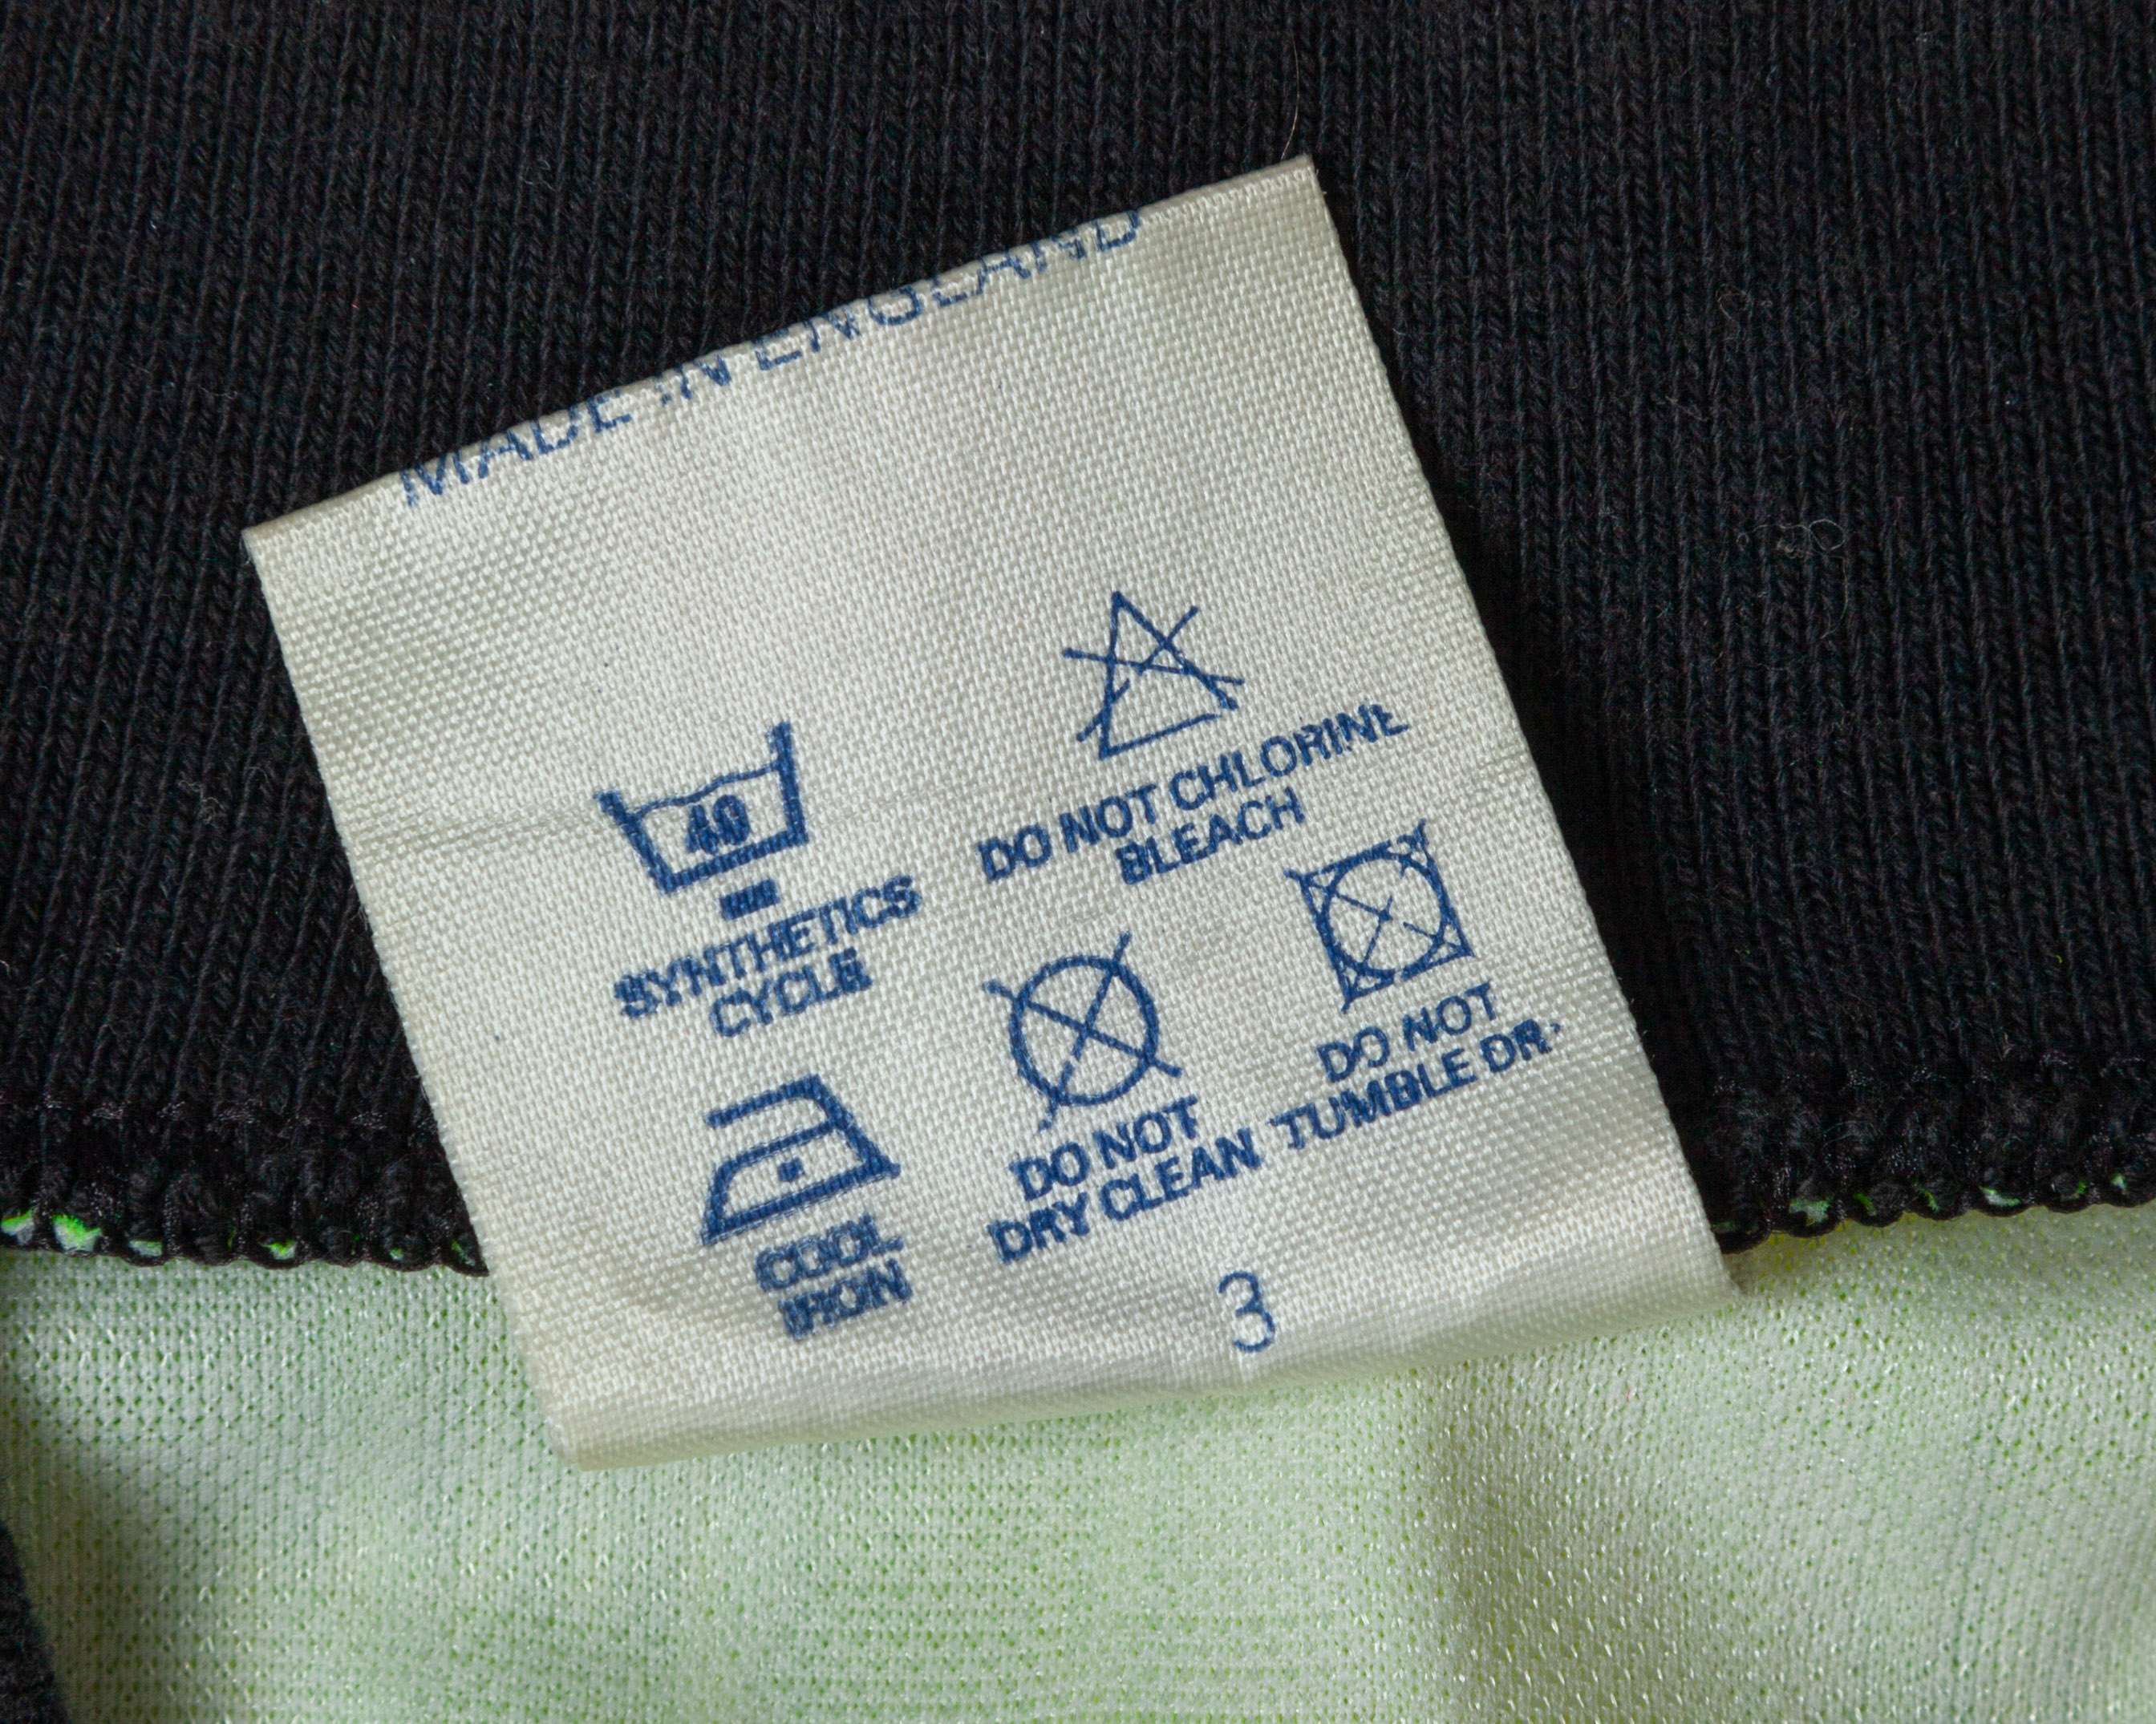 MADE IN ENGLAND
40
SYNTHETICS
CYCLE
DO NOT CHLORINE
BLEACH
COOL
IRON
DO NOT
DRY CLEAN
DO NOT
TUMBLE DR
3